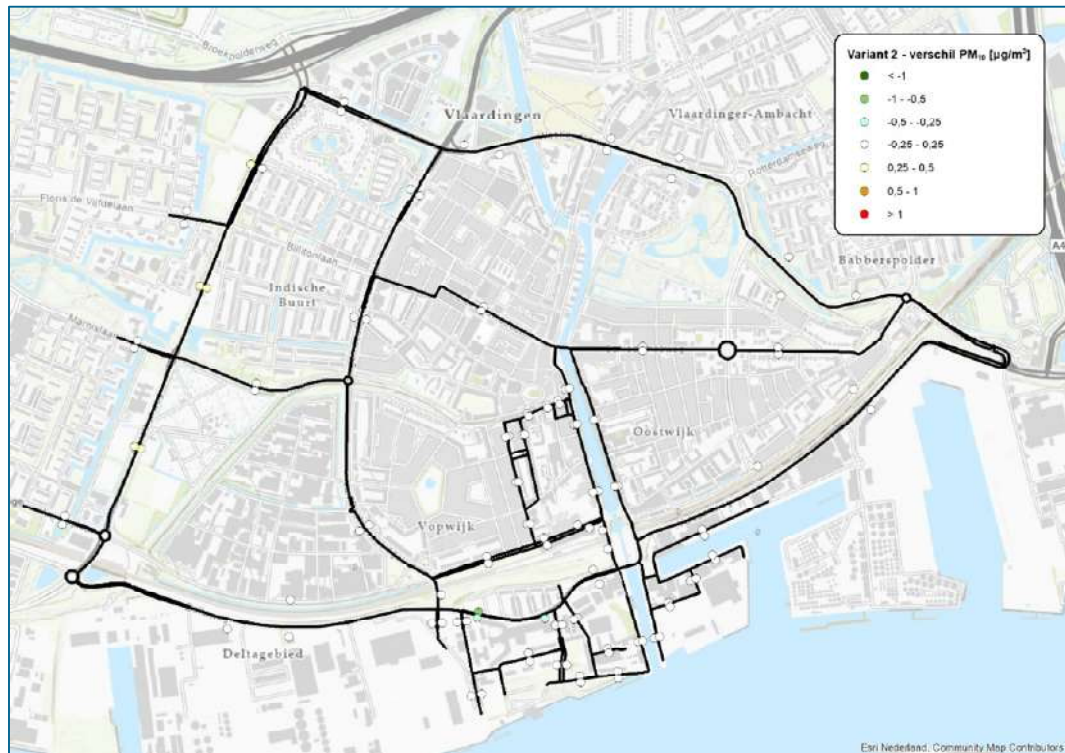 Broekpolderweg
Variant 2 - verschil PM₁₀ [µg/m³]
< -1
-1 - -0,5
-0,5 - -0,25
-0,25 - 0,25
0,25 - 0,5
0,5 - 1
> 1
Vlaardingen
Vlaardinger-Ambacht
Rotterdamseweg
Floris de Vijfdelaan
A4
Billitonlaan
Babberspolder
Indische
Buurt
Marnixlaan
Oostwijk
Vopwijk
Deltagebied
Esri Nederland, Community Map Contributors